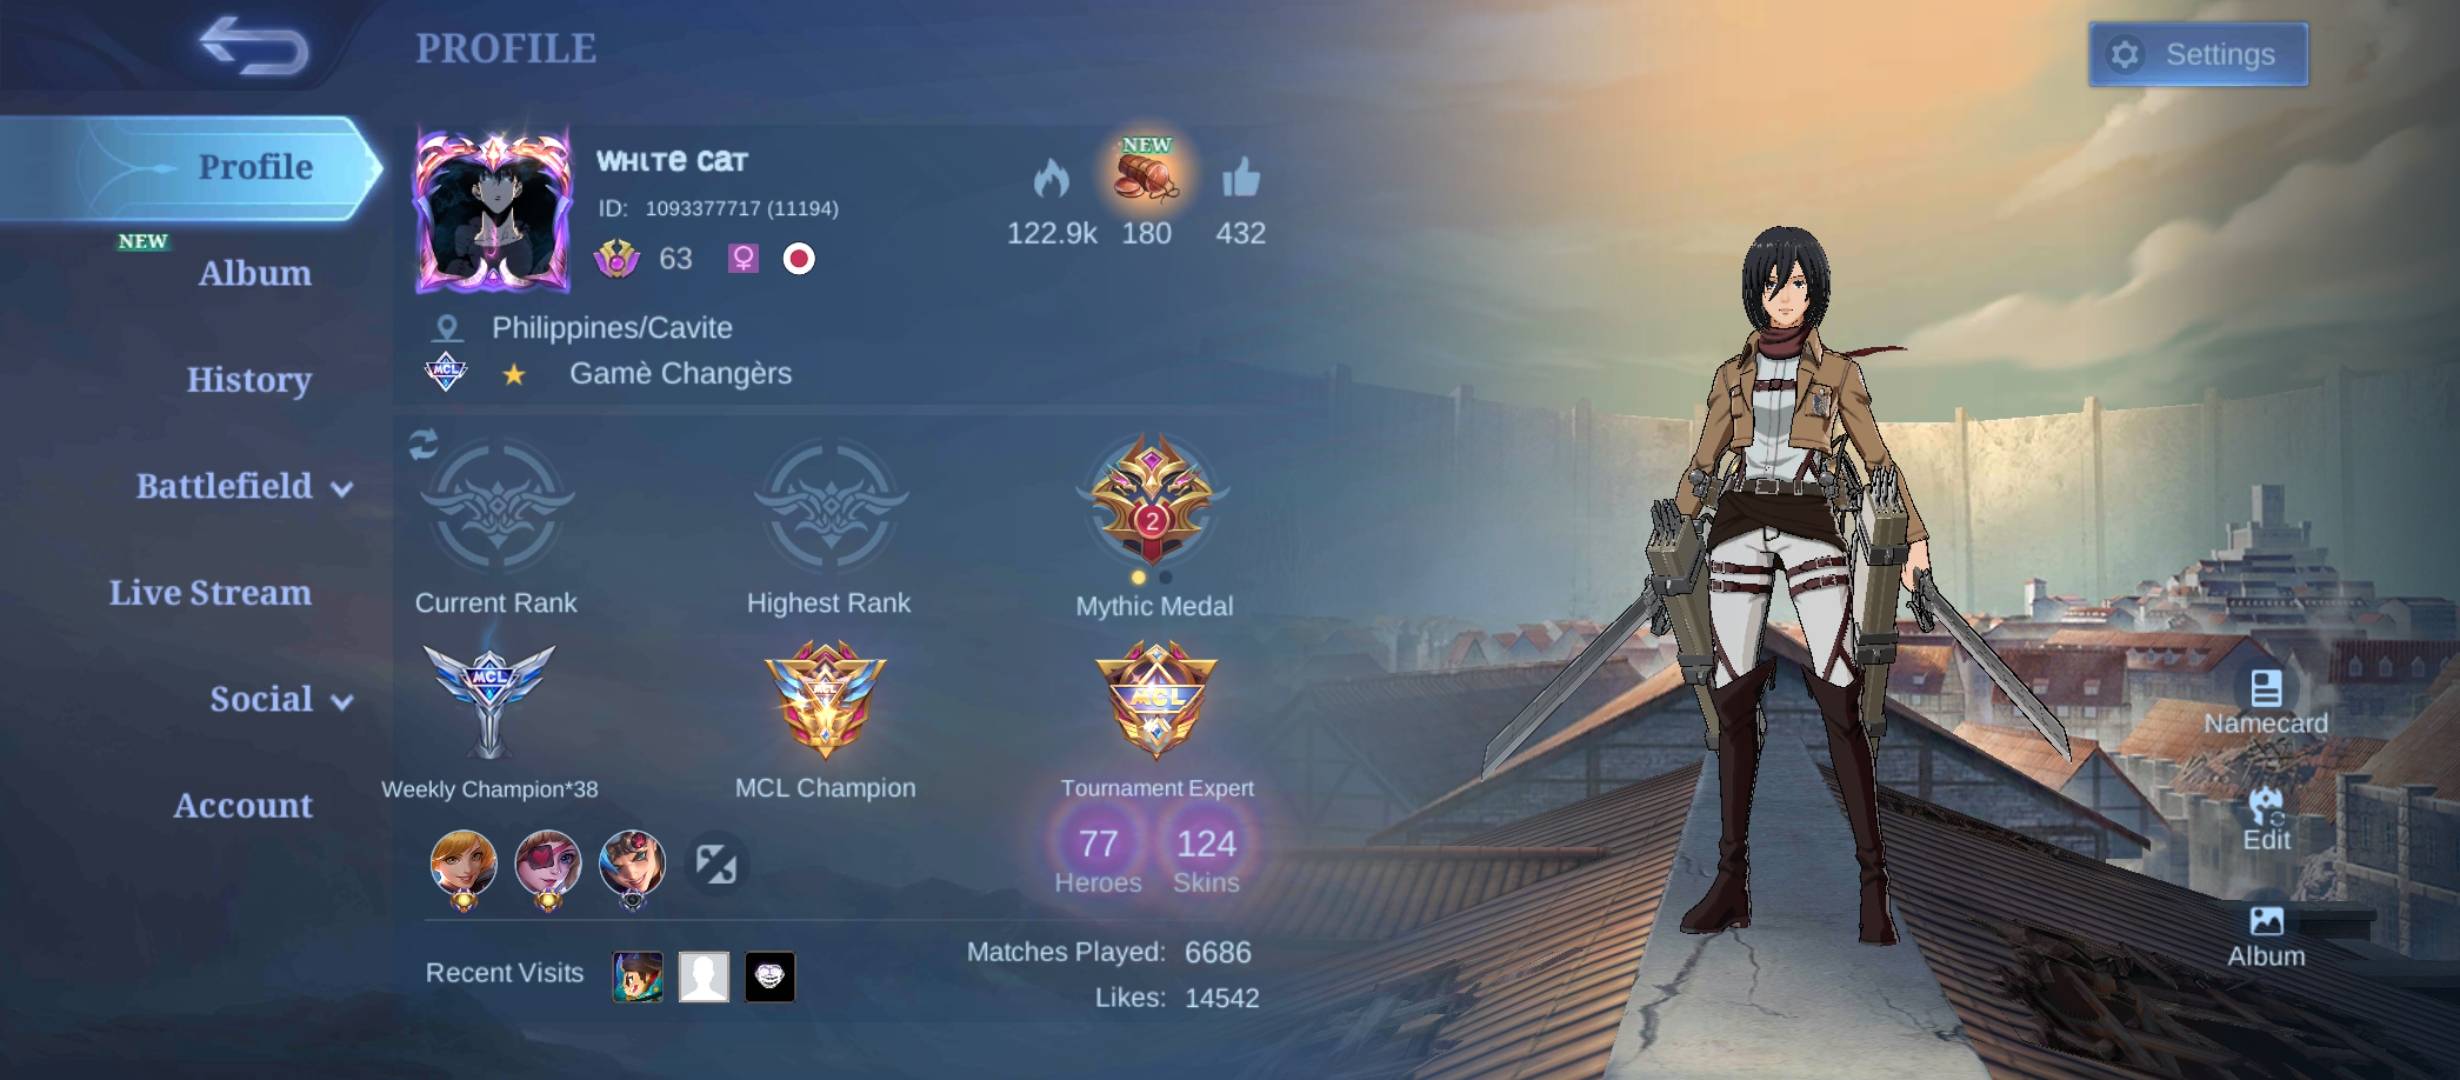 PROFILE
Settings
Profile
NEW
Album
History
Battlefield
Live Stream
Social
Account
wнιтe caт
ID: 1093377717 (11194)
63
NEW
122.9k 180 432
Philippines/Cavite
MCL Gamè Changèrs
2
Current Rank Highest Rank Mythic Medal
MCL MCL MCL
Weekly Champion*38 MCL Champion Tournament Expert
77 124
Heroes Skins
Recent Visits
Matches Played: 6686
Likes: 14542
Namecard
Edit
Album